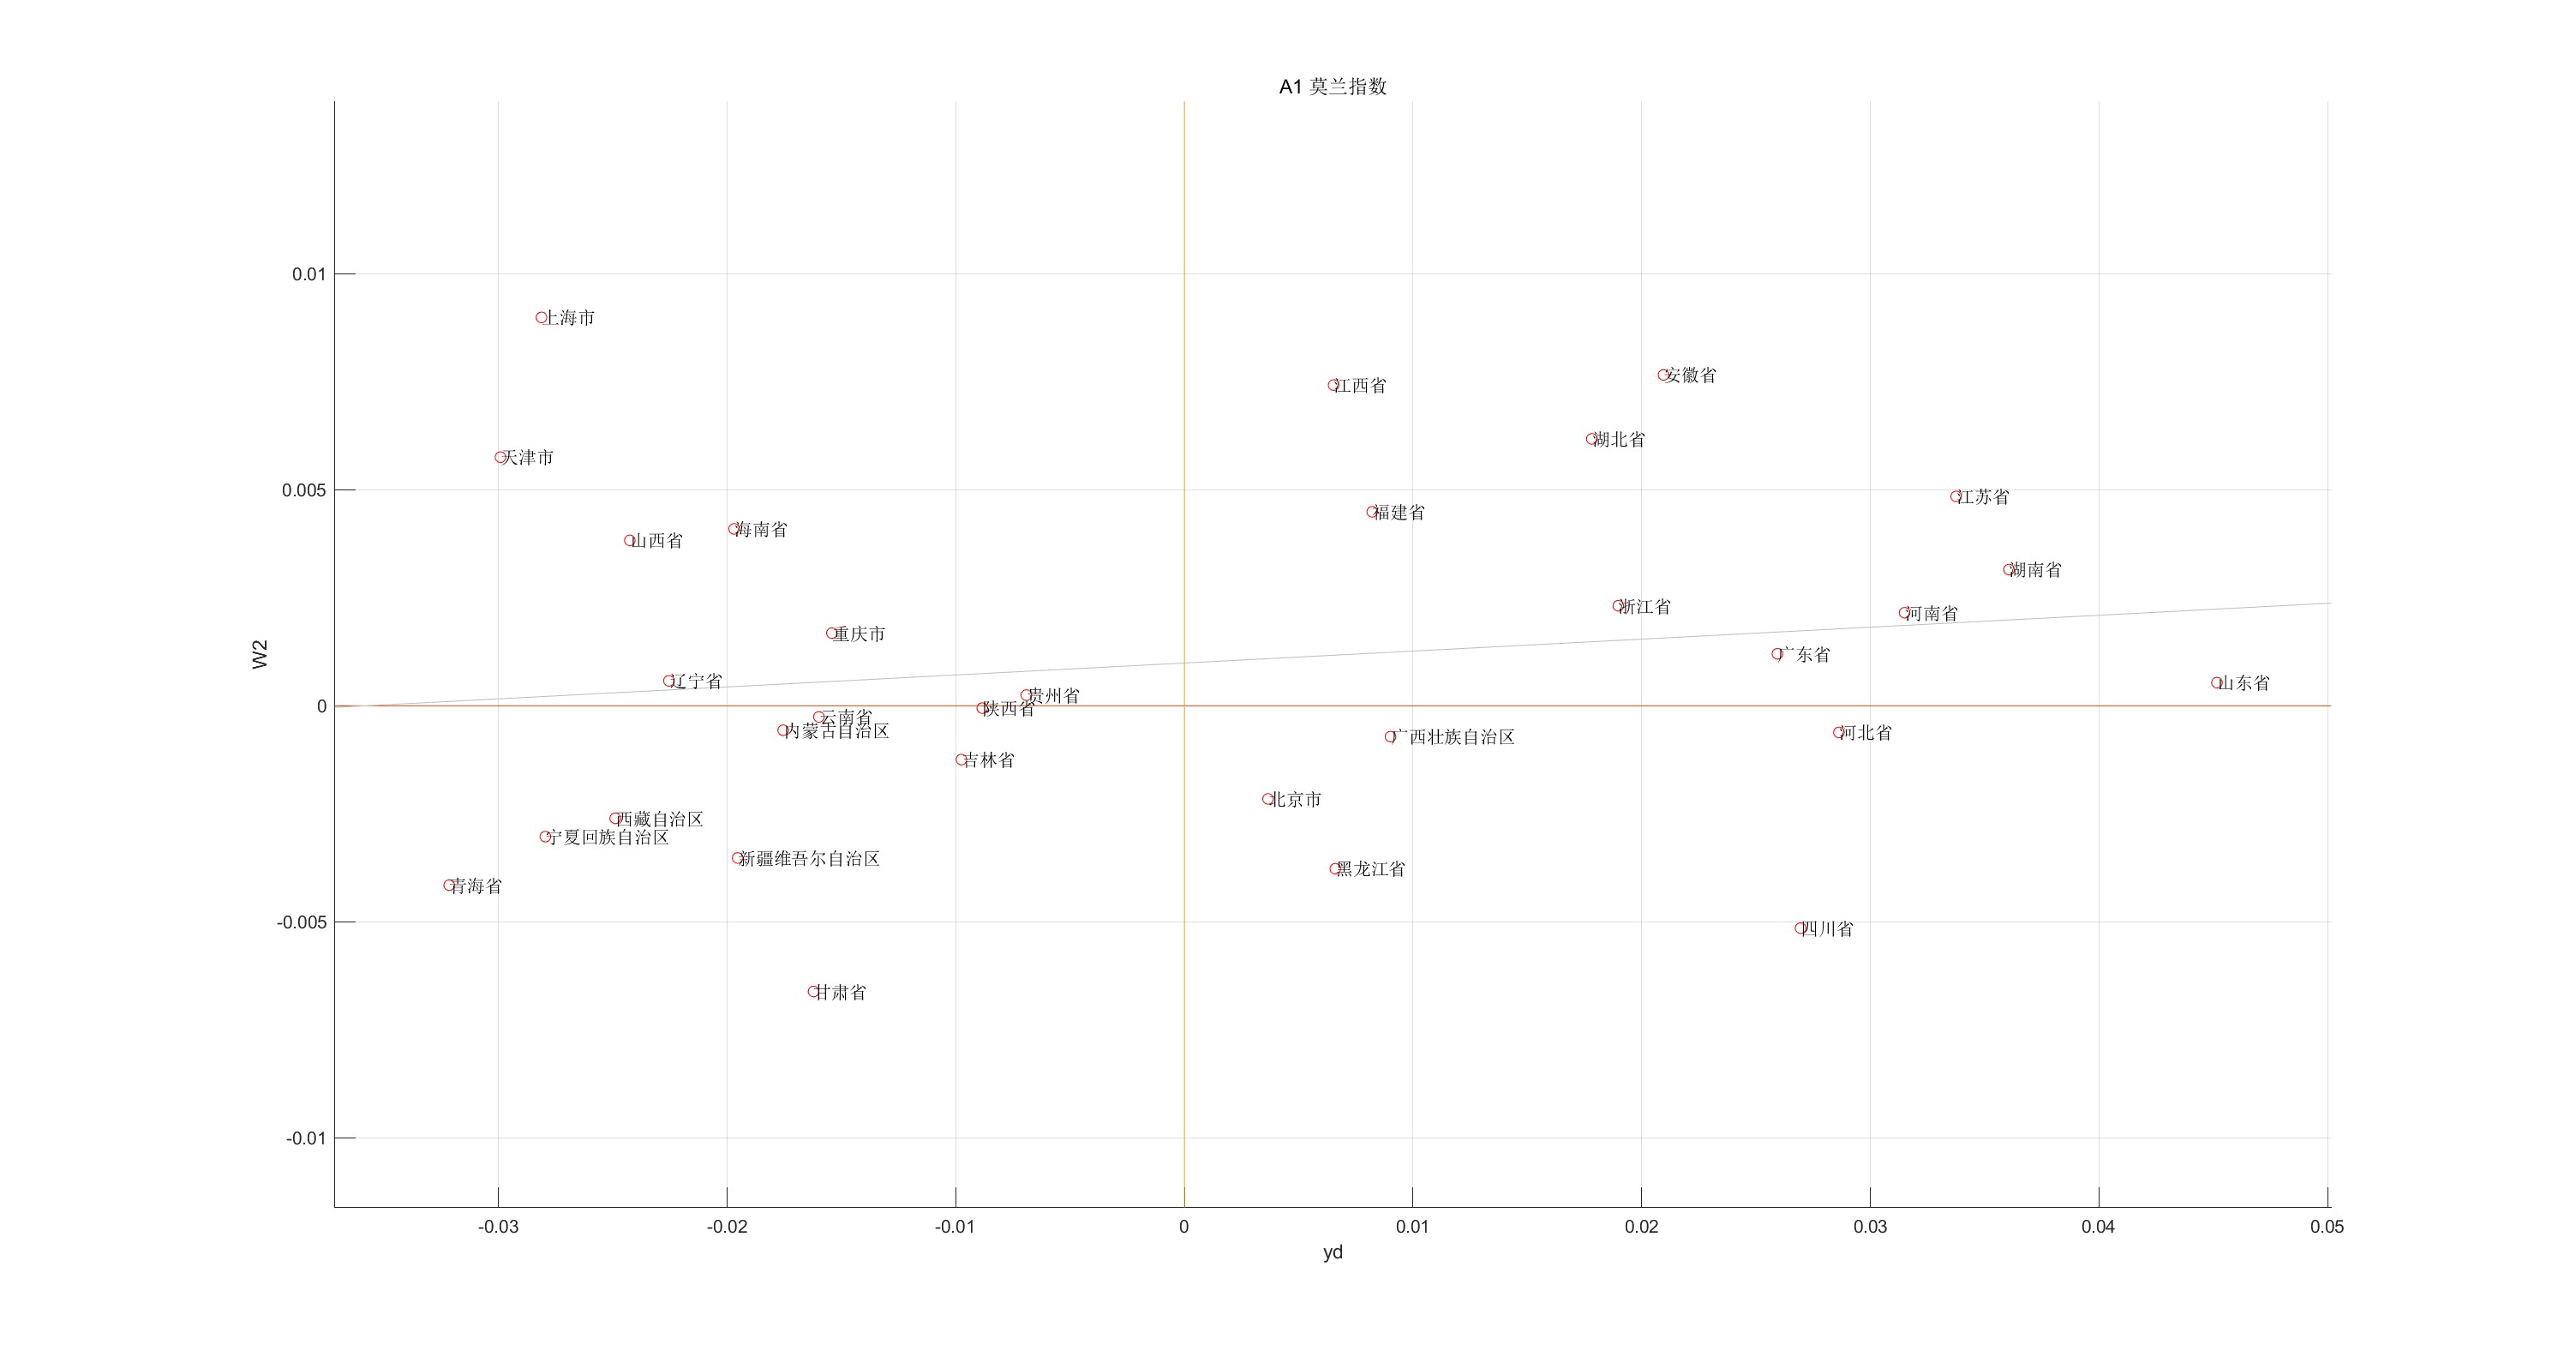 A1 莫兰指数
0.01
上海市
江西省
安徽省
湖北省
天津市
0.005
江苏省
福建省
海南省
山西省
湖南省
浙江省
河南省
重庆市
W2
广东省
辽宁省
山东省
贵州省
0
陕西省
云南省
内蒙古自治区
河北省
广西壮族自治区
吉林省
北京市
西藏自治区
宁夏回族自治区
新疆维吾尔自治区
黑龙江省
青海省
-0.005
四川省
甘肃省
-0.01
-0.03 -0.02 -0.01 0 0.01 0.02 0.03 0.04 0.05
yd